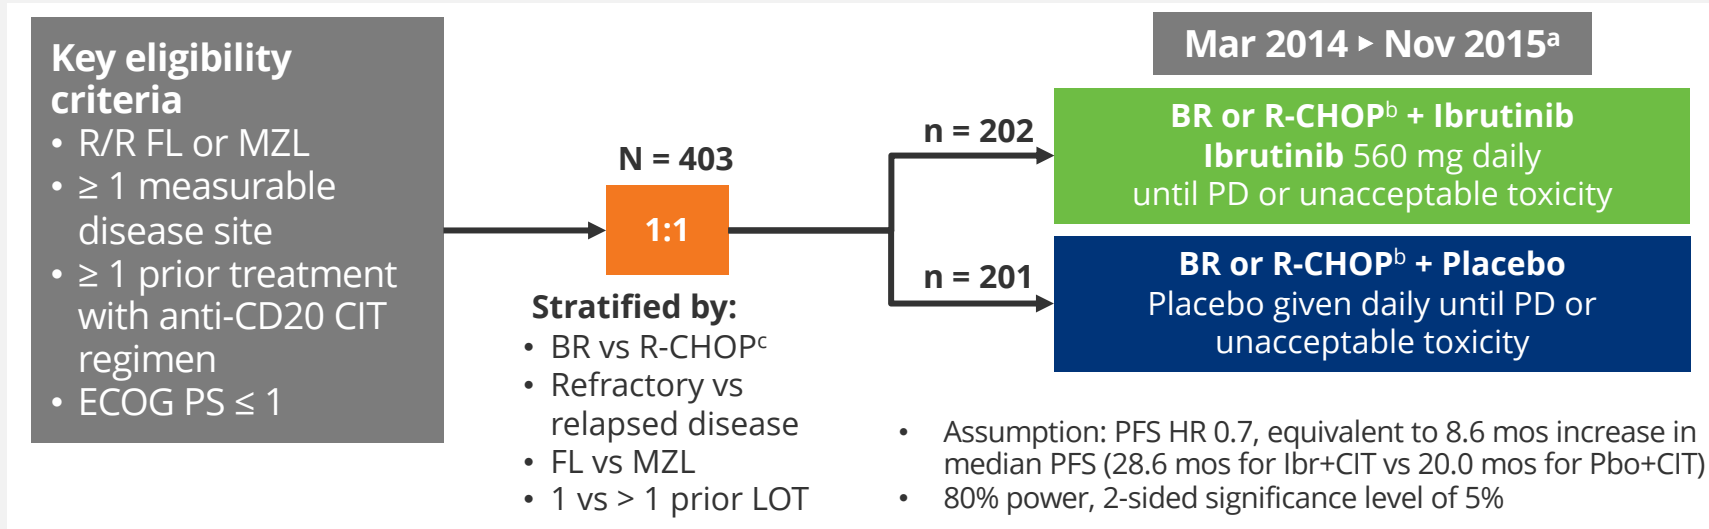 Key eligibility
criteria
• R/R FL or MZL
• ≥ 1 measurable
disease site
• ≥ 1 prior treatment
with anti-CD20 CIT
regimen
• ECOG PS ≤ 1
N = 403
1:1
Stratified by:
• BR vs R-CHOPᶜ
• Refractory vs
relapsed disease
• FL vs MZL
• 1 vs > 1 prior LOT
Mar 2014 ▸ Nov 2015ᵃ
n = 202
BR or R-CHOPᵇ + Ibrutinib
Ibrutinib 560 mg daily
until PD or unacceptable toxicity
n = 201
BR or R-CHOPᵇ + Placebo
Placebo given daily until PD or
unacceptable toxicity
• Assumption: PFS HR 0.7, equivalent to 8.6 mos increase in
median PFS (28.6 mos for Ibr+CIT vs 20.0 mos for Pbo+CIT)
• 80% power, 2-sided significance level of 5%